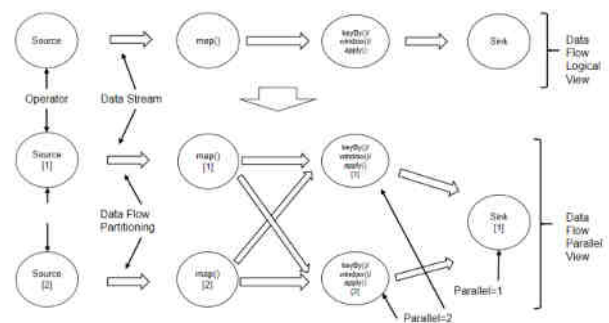 Source
map()
keyBy()/
window()/
apply()
Sink
Data
Flow
Logical
View
Operator
Data Stream
Source
[1]
map()
[1]
keyBy()/
window()/
apply()
[1]
Sink
[1]
Data Flow
Partitioning
Data
Flow
Parallel
View
Source
[2]
map()
[2]
keyBy()/
window()/
apply()
[2]
Parallel=1
Parallel=2